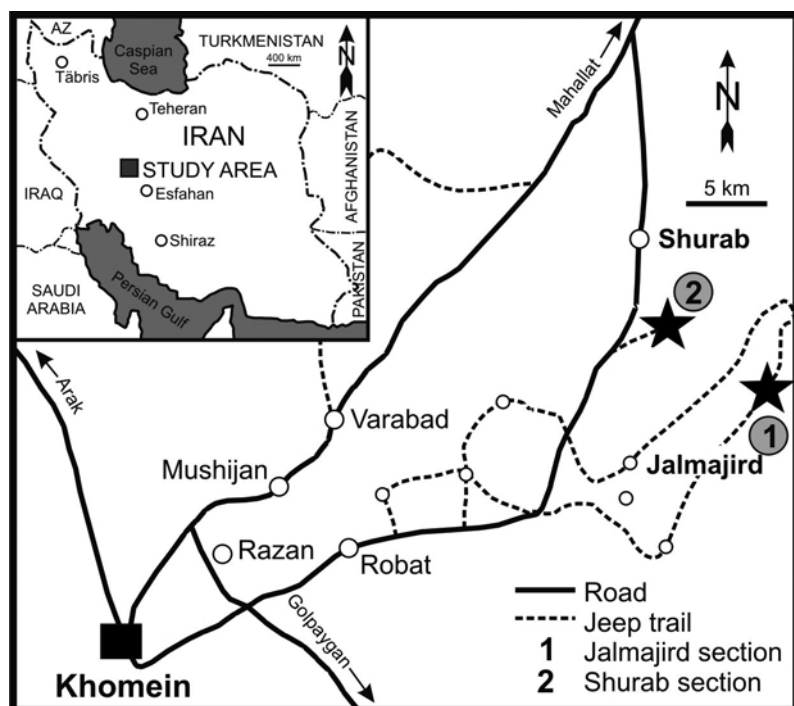 AZ
Caspian
Sea
TURKMENISTAN
N
400 km
Täbris
Teheran
IRAN
STUDY AREA
Esfahan
IRAQ
AFGHANISTAN
Shiraz
PAKISTAN
SAUDI
ARABIA
Persian Gulf
Mahallat
N
5 km
Shurab
2
Arak
1
Varabad
Jalmajird
Mushijan
Razan
Robat
Golpaygan
Khomein
Road
Jeep trail
1 Jalmajird section
2 Shurab section